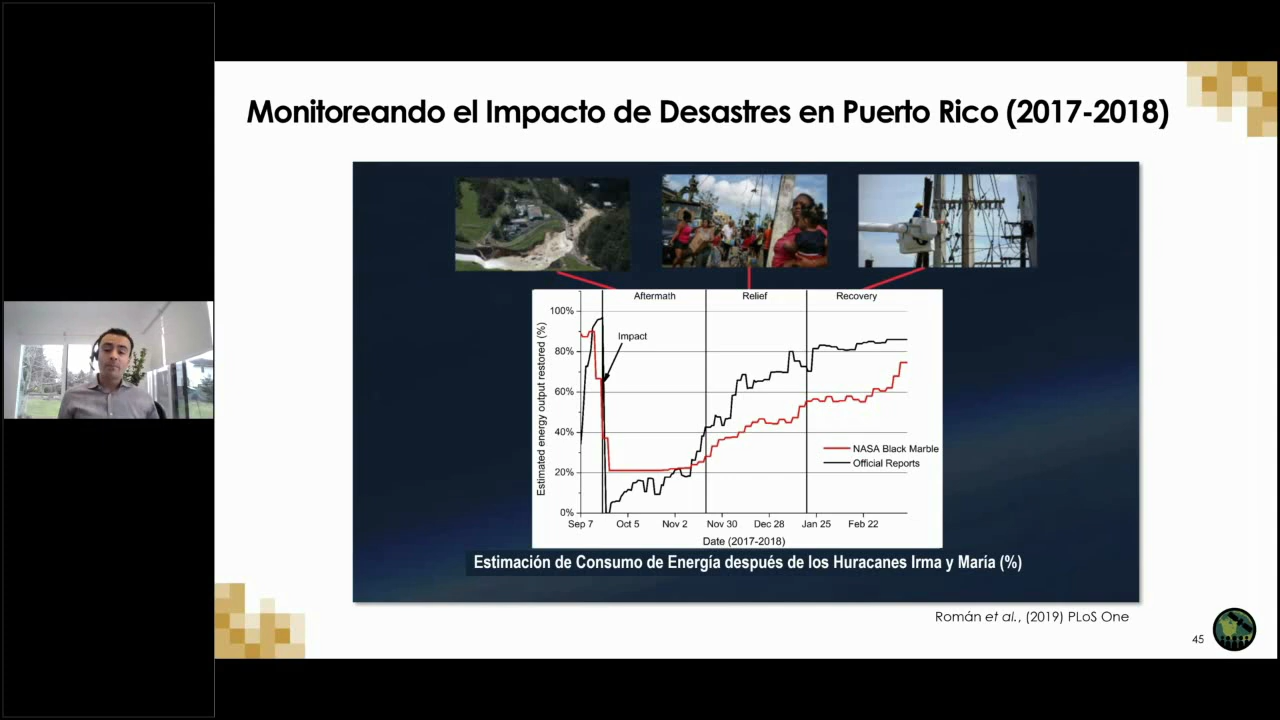 Monitoreando el Impacto de Desastres en Puerto Rico (2017-2018)
Aftermath
Relief
Recovery
Estimated energy output restored (%)
100%
80%
60%
40%
20%
0%
Impact
NASA Black Marble
Official Reports
Sep 7
Oct 5
Nov 2
Nov 30
Dec 28
Jan 25
Feb 22
Date (2017-2018)
Estimación de Consumo de Energía después de los Huracanes Irma y María (%)
Román et al., (2019) PLoS One
45